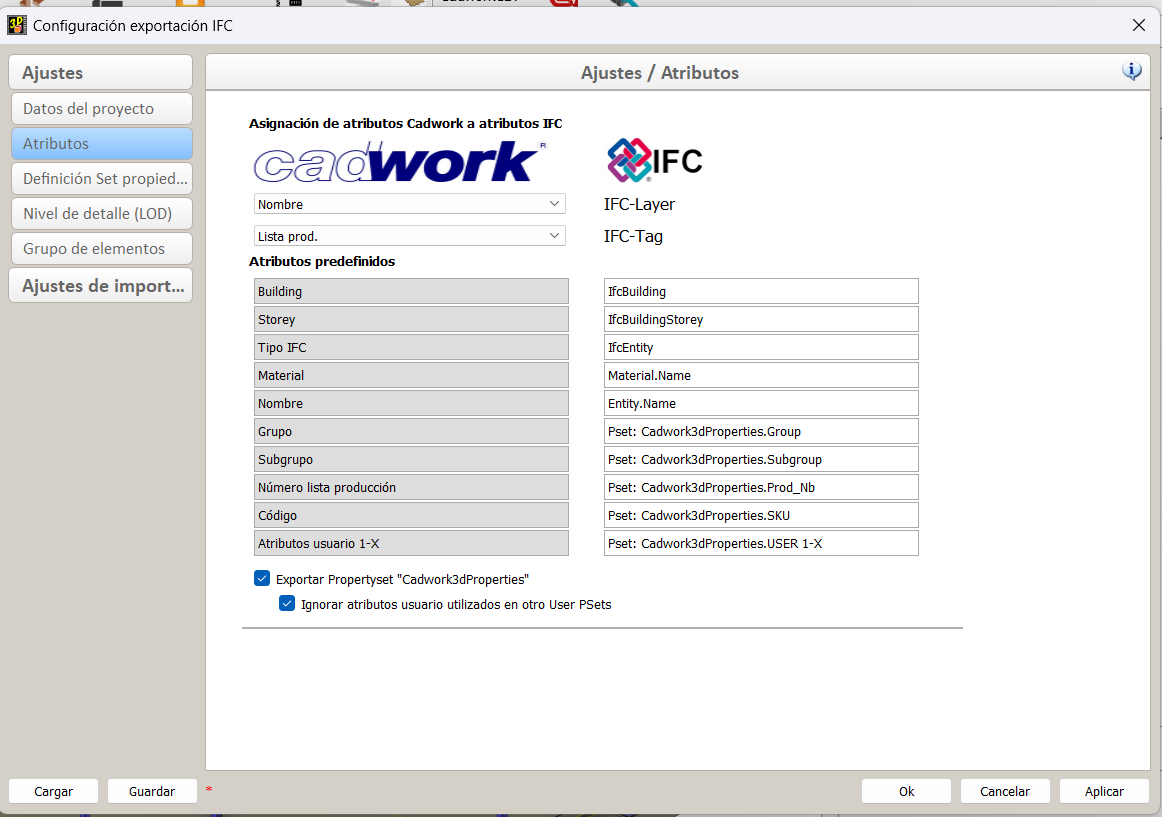 Configuración exportación IFC
Ajustes
Datos del proyecto
Atributos
Definición Set propied...
Nivel de detalle (LOD)
Grupo de elementos
Ajustes de import...
Ajustes / Atributos
Asignación de atributos Cadwork a atributos IFC
cadwork ®
IFC
Nombre
IFC-Layer
Lista prod.
IFC-Tag
Atributos predefinidos
Building
IfcBuilding
Storey
IfcBuildingStorey
Tipo IFC
IfcEntity
Material
Material.Name
Nombre
Entity.Name
Grupo
Pset: Cadwork3dProperties.Group
Subgrupo
Pset: Cadwork3dProperties.Subgroup
Número lista producción
Pset: Cadwork3dProperties.Prod_Nb
Código
Pset: Cadwork3dProperties.SKU
Atributos usuario 1-X
Pset: Cadwork3dProperties.USER 1-X
Exportar Propertyset "Cadwork3dProperties"
Ignorar atributos usuario utilizados en otro User PSets
Cargar
Guardar
*
Ok
Cancelar
Aplicar